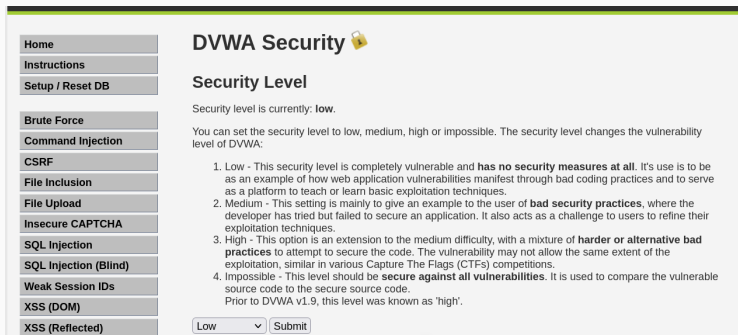 Home
Instructions
Setup / Reset DB
Brute Force
Command Injection
CSRF
File Inclusion
File Upload
Insecure CAPTCHA
SQL Injection
SQL Injection (Blind)
Weak Session IDs
XSS (DOM)
XSS (Reflected)
DVWA Security
Security Level
Security level is currently: low.
You can set the security level to low, medium, high or impossible. The security level changes the vulnerability
level of DVWA:
1. Low - This security level is completely vulnerable and has no security measures at all. It's use is to be
as an example of how web application vulnerabilities manifest through bad coding practices and to serve
as a platform to teach or learn basic exploitation techniques.
2. Medium - This setting is mainly to give an example to the user of bad security practices, where the
developer has tried but failed to secure an application. It also acts as a challenge to users to refine their
exploitation techniques.
3. High - This option is an extension to the medium difficulty, with a mixture of harder or alternative bad
practices to attempt to secure the code. The vulnerability may not allow the same extent of the
exploitation, similar in various Capture The Flags (CTFs) competitions.
4. Impossible - This level should be secure against all vulnerabilities. It is used to compare the vulnerable
source code to the secure source code.
Prior to DVWA v1.9, this level was known as 'high'.
Low Submit